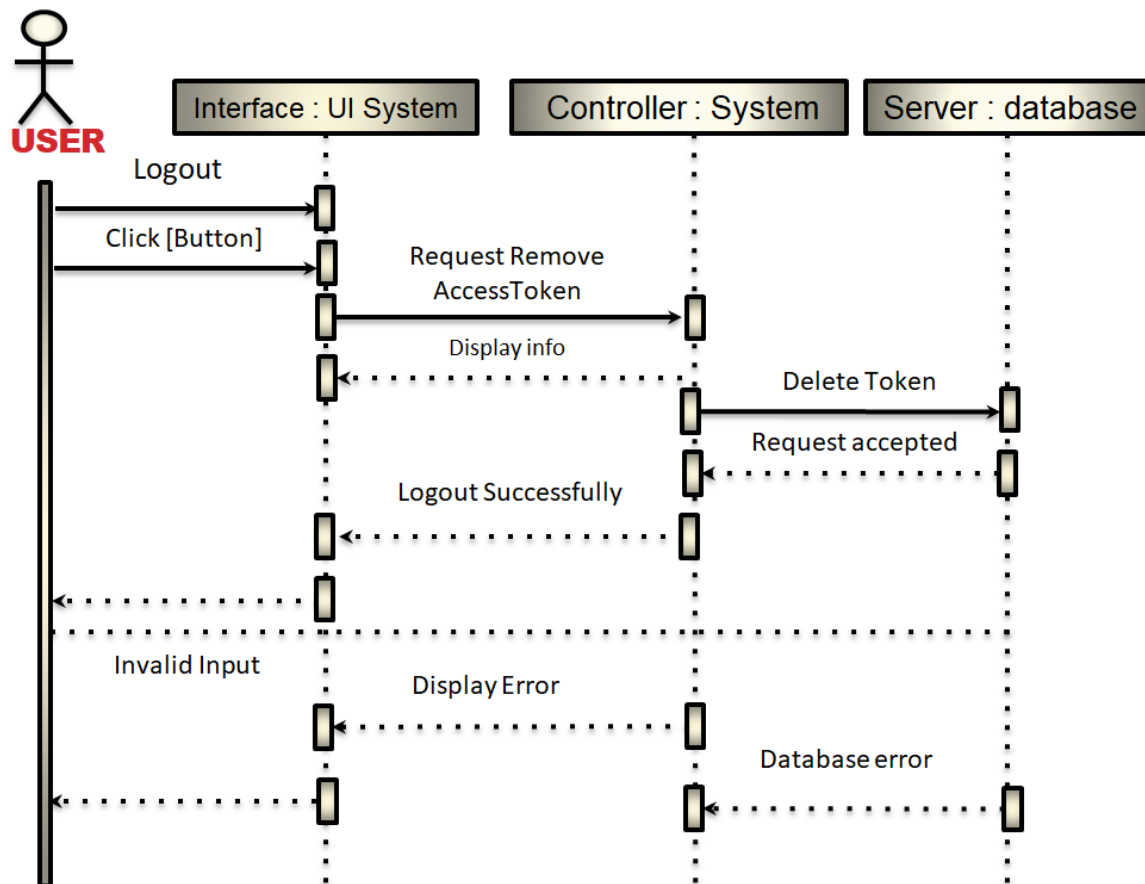 Interface : UI System
Controller : System
Server : database
USER
Logout
Click [Button]
Request Remove
AccessToken
Display info
Delete Token
Request accepted
Logout Successfully
Invalid Input
Display Error
Database error